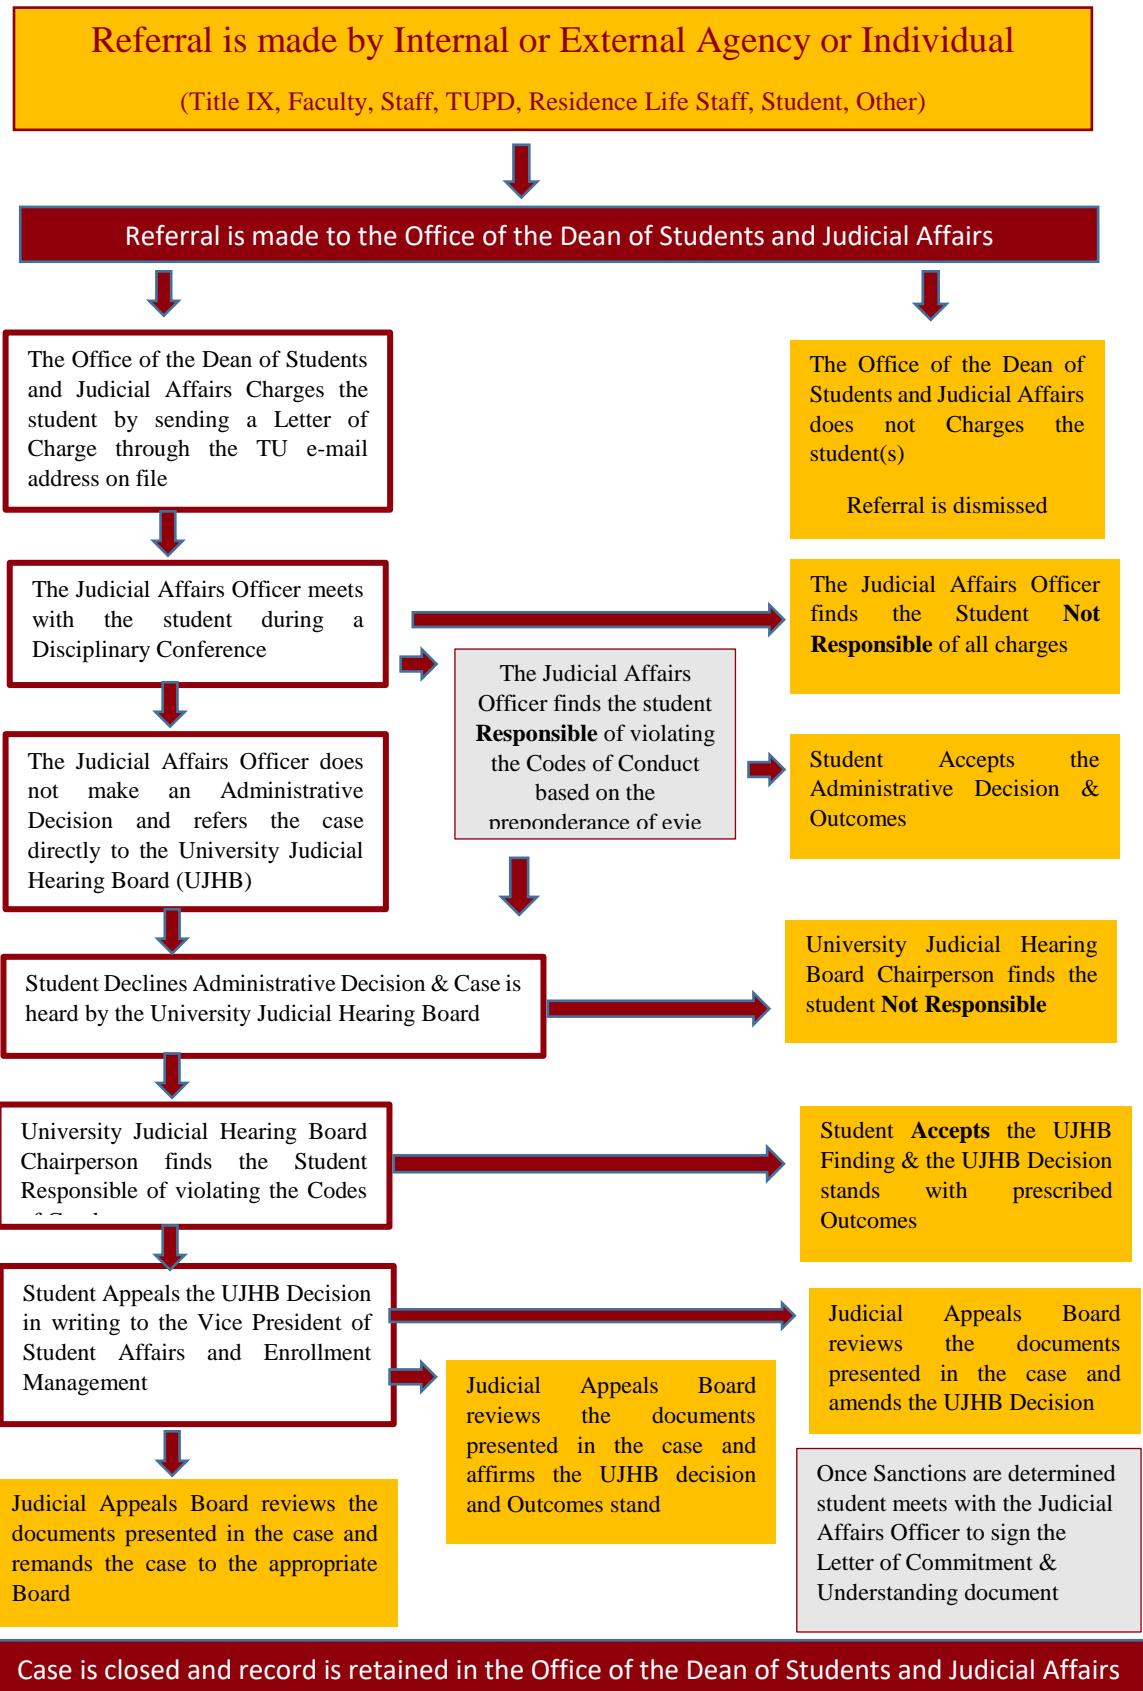 Referral is made by Internal or External Agency or Individual
(Title IX, Faculty, Staff, TUPD, Residence Life Staff, Student, Other)
Referral is made to the Office of the Dean of Students and Judicial Affairs
The Office of the Dean of Students
and Judicial Affairs Charges the
student by sending a Letter of
Charge through the TU e-mail
address on file
The Office of the Dean of
Students and Judicial Affairs
does not Charges the
student(s)
Referral is dismissed
The Judicial Affairs Officer meets
with the student during a
Disciplinary Conference
The Judicial Affairs Officer
finds the Student Not
Responsible of all charges
The Judicial Affairs
Officer finds the student
Responsible of violating
the Codes of Conduct
based on the
preponderance of evie
The Judicial Affairs Officer does
not make an Administrative
Decision and refers the case
directly to the University Judicial
Hearing Board (UJHB)
Student Accepts the
Administrative Decision &
Outcomes
Student Declines Administrative Decision & Case is
heard by the University Judicial Hearing Board
University Judicial Hearing
Board Chairperson finds the
student Not Responsible
University Judicial Hearing Board
Chairperson finds the Student
Responsible of violating the Codes
Student Accepts the UJHB
Finding & the UJHB Decision
stands with prescribed
Outcomes
Student Appeals the UJHB Decision
in writing to the Vice President of
Student Affairs and Enrollment
Management
Judicial Appeals Board
reviews the documents
presented in the case and
amends the UJHB Decision
Judicial Appeals Board
reviews the documents
presented in the case and
affirms the UJHB decision
and Outcomes stand
Judicial Appeals Board reviews the
documents presented in the case and
remands the case to the appropriate
Board
Once Sanctions are determined
student meets with the Judicial
Affairs Officer to sign the
Letter of Commitment &
Understanding document
Case is closed and record is retained in the Office of the Dean of Students and Judicial Affairs